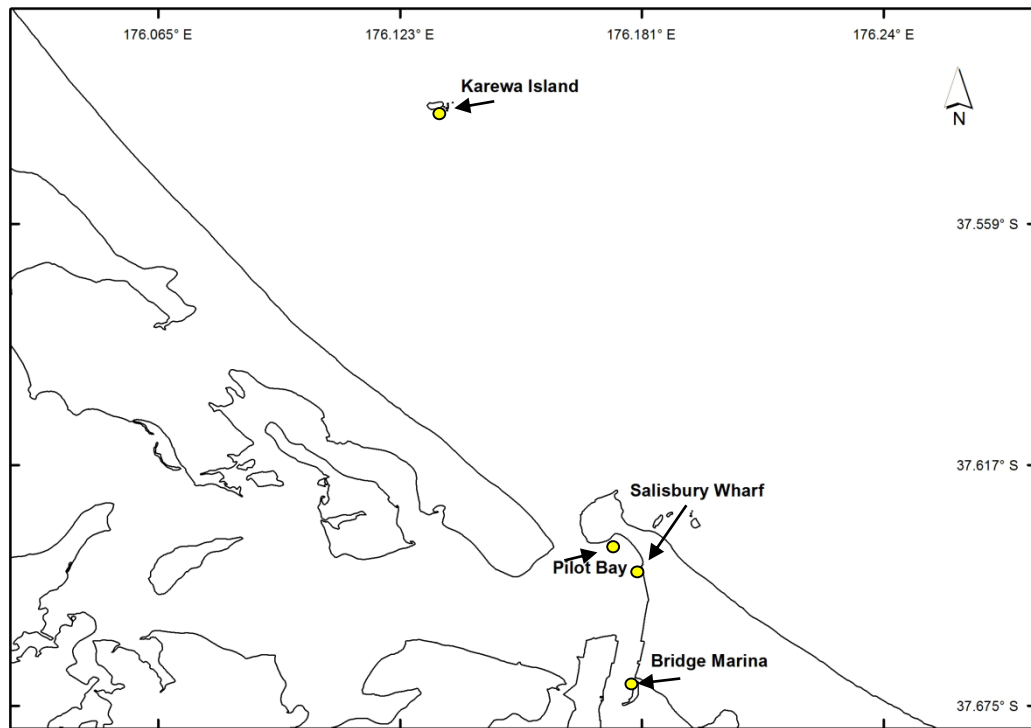 176.065° E
176.123° E
176.181° E
176.24° E
Karewa Island
N
37.559° S
37.617° S
Salisbury Wharf
Pilot Bay
Bridge Marina
37.675° S